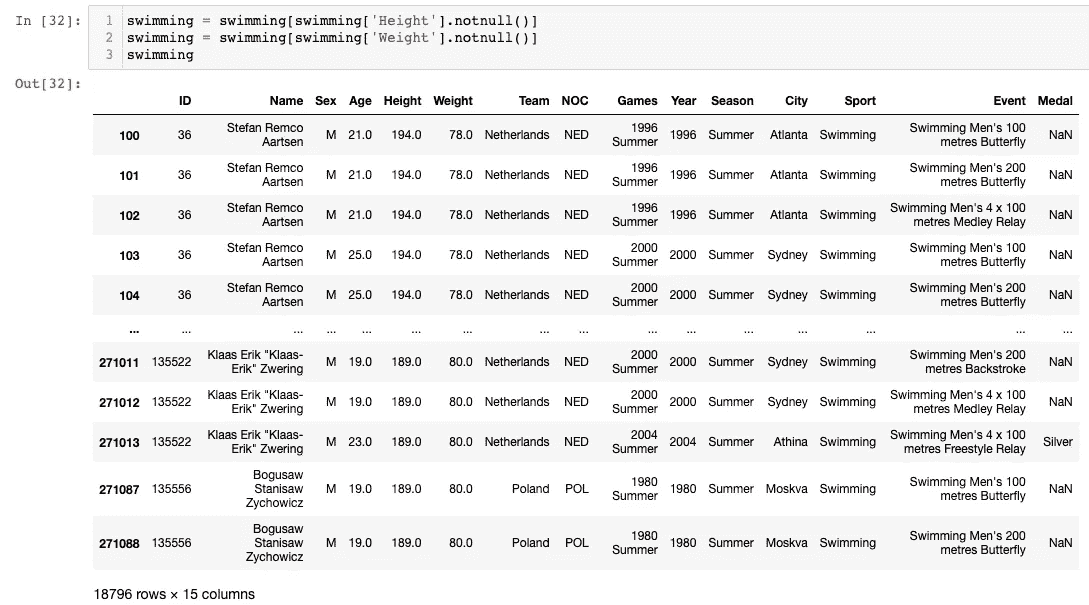 In [32]:
1 swimming = swimming[swimming['Height'].notnull()]
2 swimming = swimming[swimming['Weight'].notnull()]
3 swimming
Out[32]:
ID Name Sex Age Height Weight Team NOC Games Year Season City Sport Event Medal
100 36 Stefan Remco Aartsen M 21.0 194.0 78.0 Netherlands NED 1996 Summer 1996 Summer Atlanta Swimming Swimming Men's 100 metres Butterfly NaN
101 36 Stefan Remco Aartsen M 21.0 194.0 78.0 Netherlands NED 1996 Summer 1996 Summer Atlanta Swimming Swimming Men's 200 metres Butterfly NaN
102 36 Stefan Remco Aartsen M 21.0 194.0 78.0 Netherlands NED 1996 Summer 1996 Summer Atlanta Swimming Swimming Men's 4 x 100 metres Medley Relay NaN
103 36 Stefan Remco Aartsen M 25.0 194.0 78.0 Netherlands NED 2000 Summer 2000 Summer Sydney Swimming Swimming Men's 100 metres Butterfly NaN
104 36 Stefan Remco Aartsen M 25.0 194.0 78.0 Netherlands NED 2000 Summer 2000 Summer Sydney Swimming Swimming Men's 200 metres Butterfly NaN
... ... ... ... ... ... ... ... ... ... ... ... ... ... ... ...
271011 135522 Klaas Erik "Klaas-Erik" Zwering M 19.0 189.0 80.0 Netherlands NED 2000 Summer 2000 Summer Sydney Swimming Swimming Men's 200 metres Backstroke NaN
271012 135522 Klaas Erik "Klaas-Erik" Zwering M 19.0 189.0 80.0 Netherlands NED 2000 Summer 2000 Summer Sydney Swimming Swimming Men's 4 x 100 metres Medley Relay NaN
271013 135522 Klaas Erik "Klaas-Erik" Zwering M 23.0 189.0 80.0 Netherlands NED 2004 Summer 2004 Summer Athina Swimming Swimming Men's 4 x 100 metres Freestyle Relay Silver
271087 135556 Bogusaw Stanisaw Zychowicz M 19.0 189.0 80.0 Poland POL 1980 Summer 1980 Summer Moskva Swimming Swimming Men's 100 metres Butterfly NaN
271088 135556 Bogusaw Stanisaw Zychowicz M 19.0 189.0 80.0 Poland POL 1980 Summer 1980 Summer Moskva Swimming Swimming Men's 200 metres Butterfly NaN
18796 rows × 15 columns